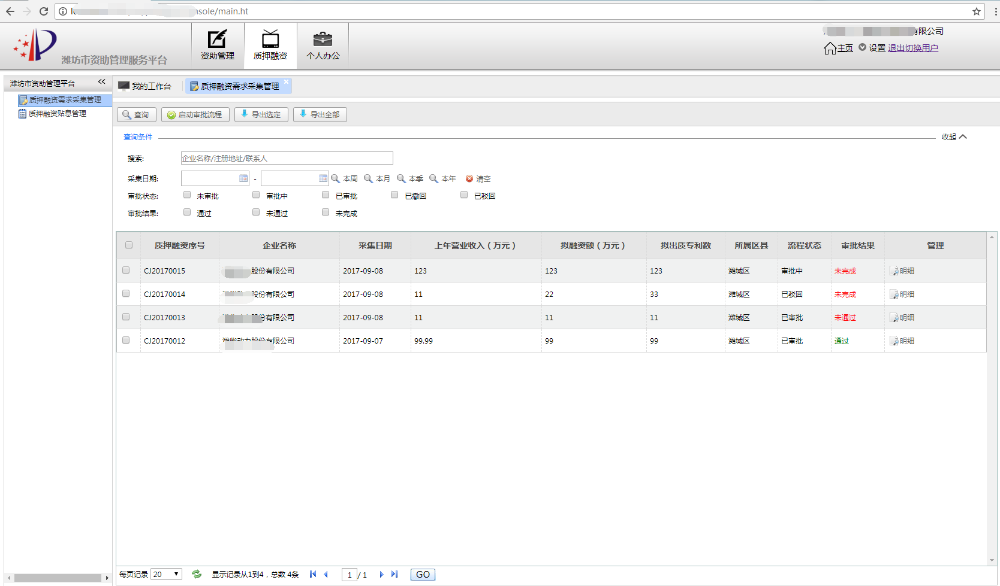 nsole/main.ht
有限公司
潍坊市资助管理服务平台
资助管理 质押融资 个人办公
主页 设置 退出切换用户
潍坊市资助管理平台
质押融资需求采集管理
质押融资贴息管理
我的工作台 质押融资需求采集管理
查询 启动审批流程 导出选定 导出全部
查询条件 收起
搜索: 企业名称/注册地址/联系人
采集日期: - 本周 本月 本季 本年 清空
审批状态: 未审批 审批中 已审批 已撤回 已驳回
审批结果: 通过 未通过 未完成
质押融资序号 企业名称 采集日期 上年营业收入（万元） 拟融资额（万元） 拟出质专利数 所属区县 流程状态 审批结果 管理
CJ20170015 股份有限公司 2017-09-08 123 123 123 潍城区 审批中 未完成 明细
CJ20170014 股份有限公司 2017-09-08 11 22 33 潍城区 已驳回 未完成 明细
CJ20170013 份有限公司 2017-09-08 11 11 11 潍城区 已审批 未通过 明细
CJ20170012 潍柴动力股份有限公司 2017-09-07 99.99 99 99 潍城区 已审批 通过 明细
每页记录 20 显示记录从1到4，总数 4条 1 / 1 GO